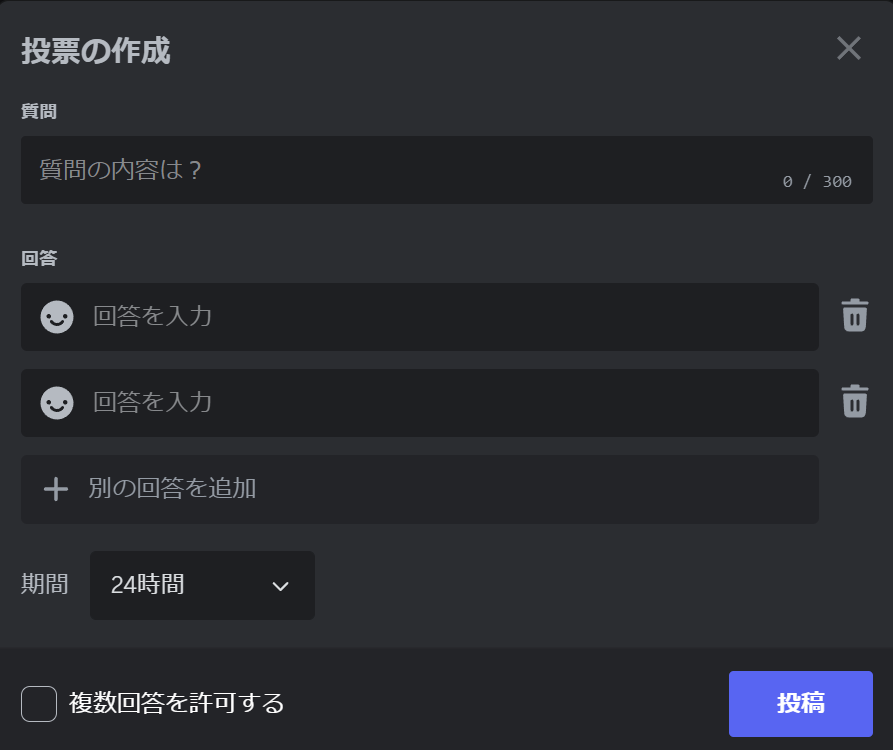 投票の作成
質問
質問の内容は？
0 / 300
回答
回答を入力
回答を入力
別の回答を追加
期間 24時間
複数回答を許可する 投稿